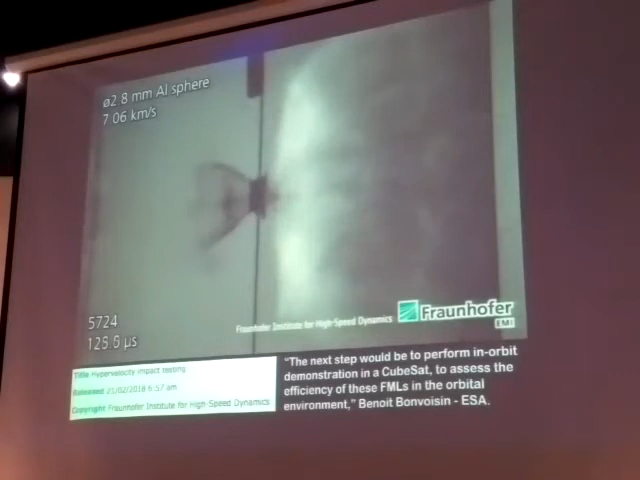 ø2.8 mm Al sphere
7.06 km/s
5724
128.6 µs
Fraunhofer Institute for High-Speed Dynamics
Fraunhofer
EMI
Title Hypervelocity impact testing
Released 21/02/2018 6:57 am
Copyright Fraunhofer Institute for High-Speed Dynamics
"The next step would be to perform in-orbit
demonstration in a CubeSat, to assess the
efficiency of these FMLs in the orbital
environment," Benoit Bonvoisin - ESA.